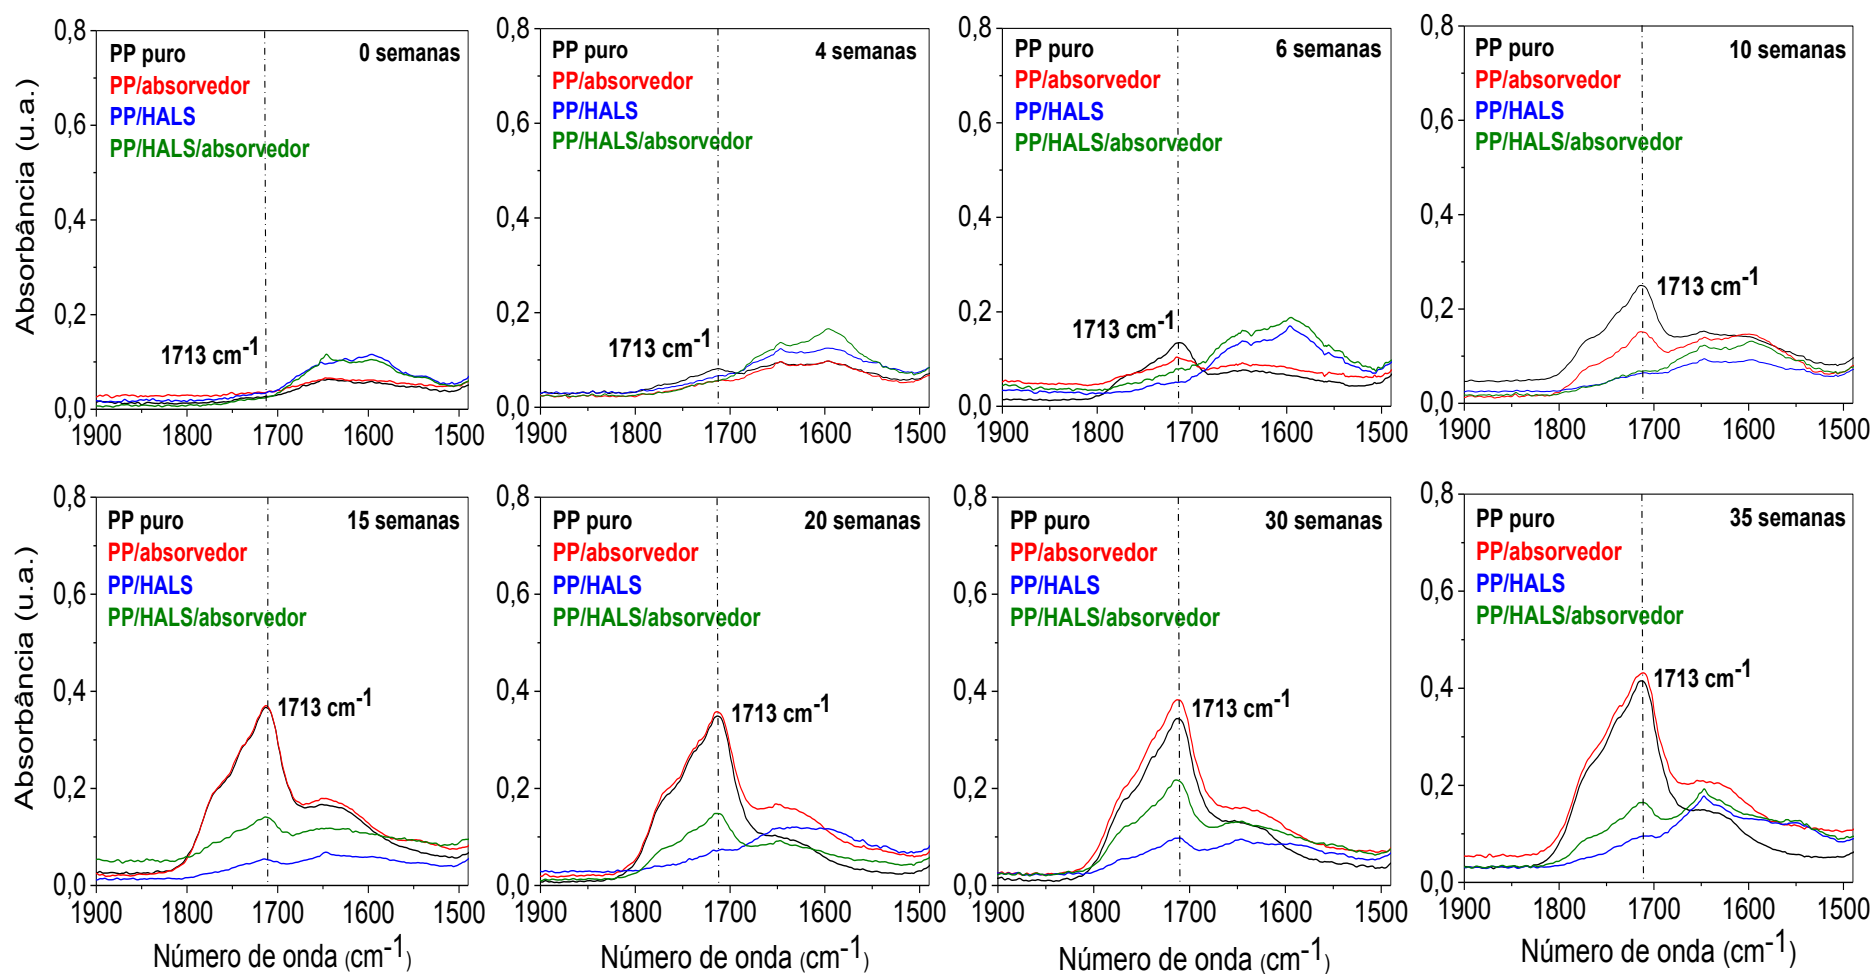 Absorbância (u.a.)
0,8
0,6
0,4
0,2
0,0
PP puro
0 semanas
PP/absorvedor
PP/HALS
PP/HALS/absorvedor
1713 cm-1
1900 1800 1700 1600 1500
0,8
0,6
0,4
0,2
0,0
PP puro
4 semanas
PP/absorvedor
PP/HALS
PP/HALS/absorvedor
1713 cm-1
1900 1800 1700 1600 1500
0,8
0,6
0,4
0,2
0,0
PP puro
6 semanas
PP/absorvedor
PP/HALS
PP/HALS/absorvedor
1713 cm-1
1900 1800 1700 1600 1500
0,8
0,6
0,4
0,2
0,0
PP puro
10 semanas
PP/absorvedor
PP/HALS
PP/HALS/absorvedor
1713 cm-1
1900 1800 1700 1600 1500
Absorbância (u.a.)
0,8
0,6
0,4
0,2
0,0
PP puro
15 semanas
PP/absorvedor
PP/HALS
PP/HALS/absorvedor
1713 cm-1
1900 1800 1700 1600 1500
Número de onda (cm-1)
0,8
0,6
0,4
0,2
0,0
PP puro
20 semanas
PP/absorvedor
PP/HALS
PP/HALS/absorvedor
1713 cm-1
1900 1800 1700 1600 1500
Número de onda (cm-1)
0,8
0,6
0,4
0,2
0,0
PP puro
30 semanas
PP/absorvedor
PP/HALS
PP/HALS/absorvedor
1713 cm-1
1900 1800 1700 1600 1500
Número de onda (cm-1)
0,8
0,6
0,4
0,2
0,0
PP puro
35 semanas
PP/absorvedor
PP/HALS
PP/HALS/absorvedor
1713 cm-1
1900 1800 1700 1600 1500
Número de onda (cm-1)